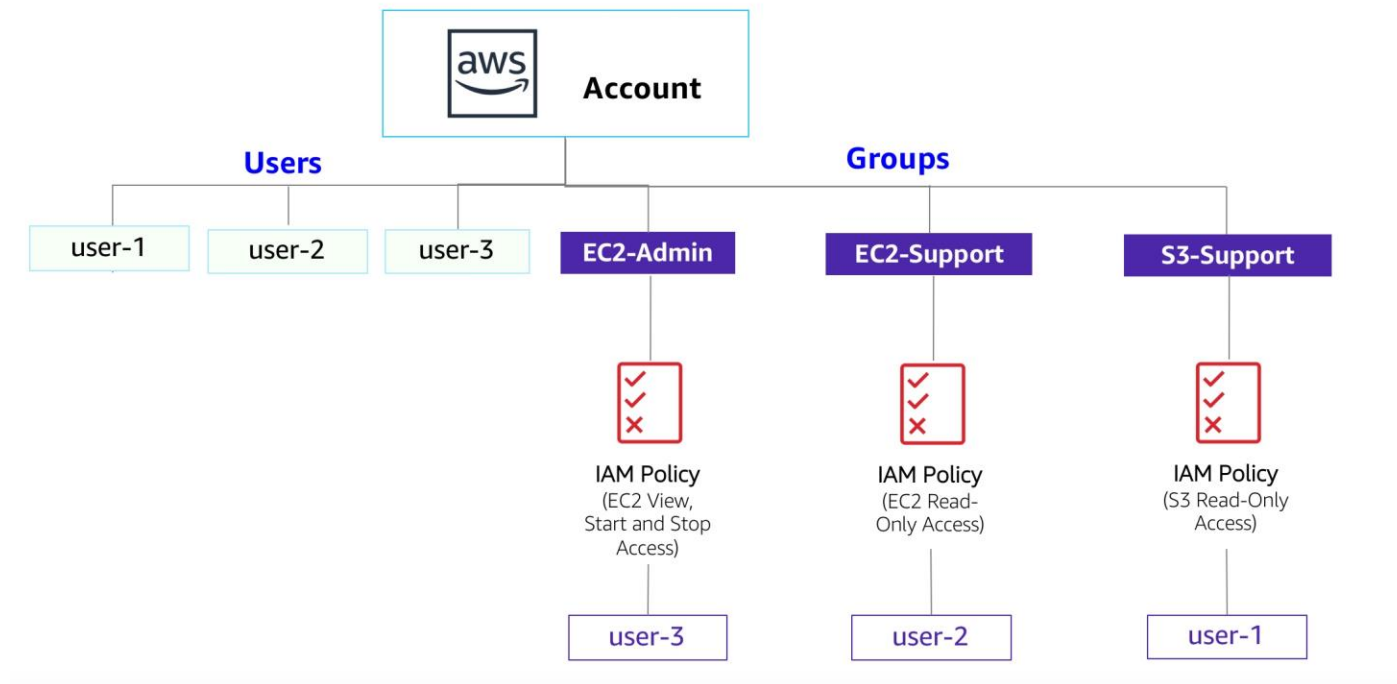 aws
Account
Users
Groups
user-1
user-2
user-3
EC2-Admin
EC2-Support
S3-Support
IAM Policy
(EC2 View,
Start and Stop
Access)
IAM Policy
(EC2 Read-
Only Access)
IAM Policy
(S3 Read-Only
Access)
user-3
user-2
user-1